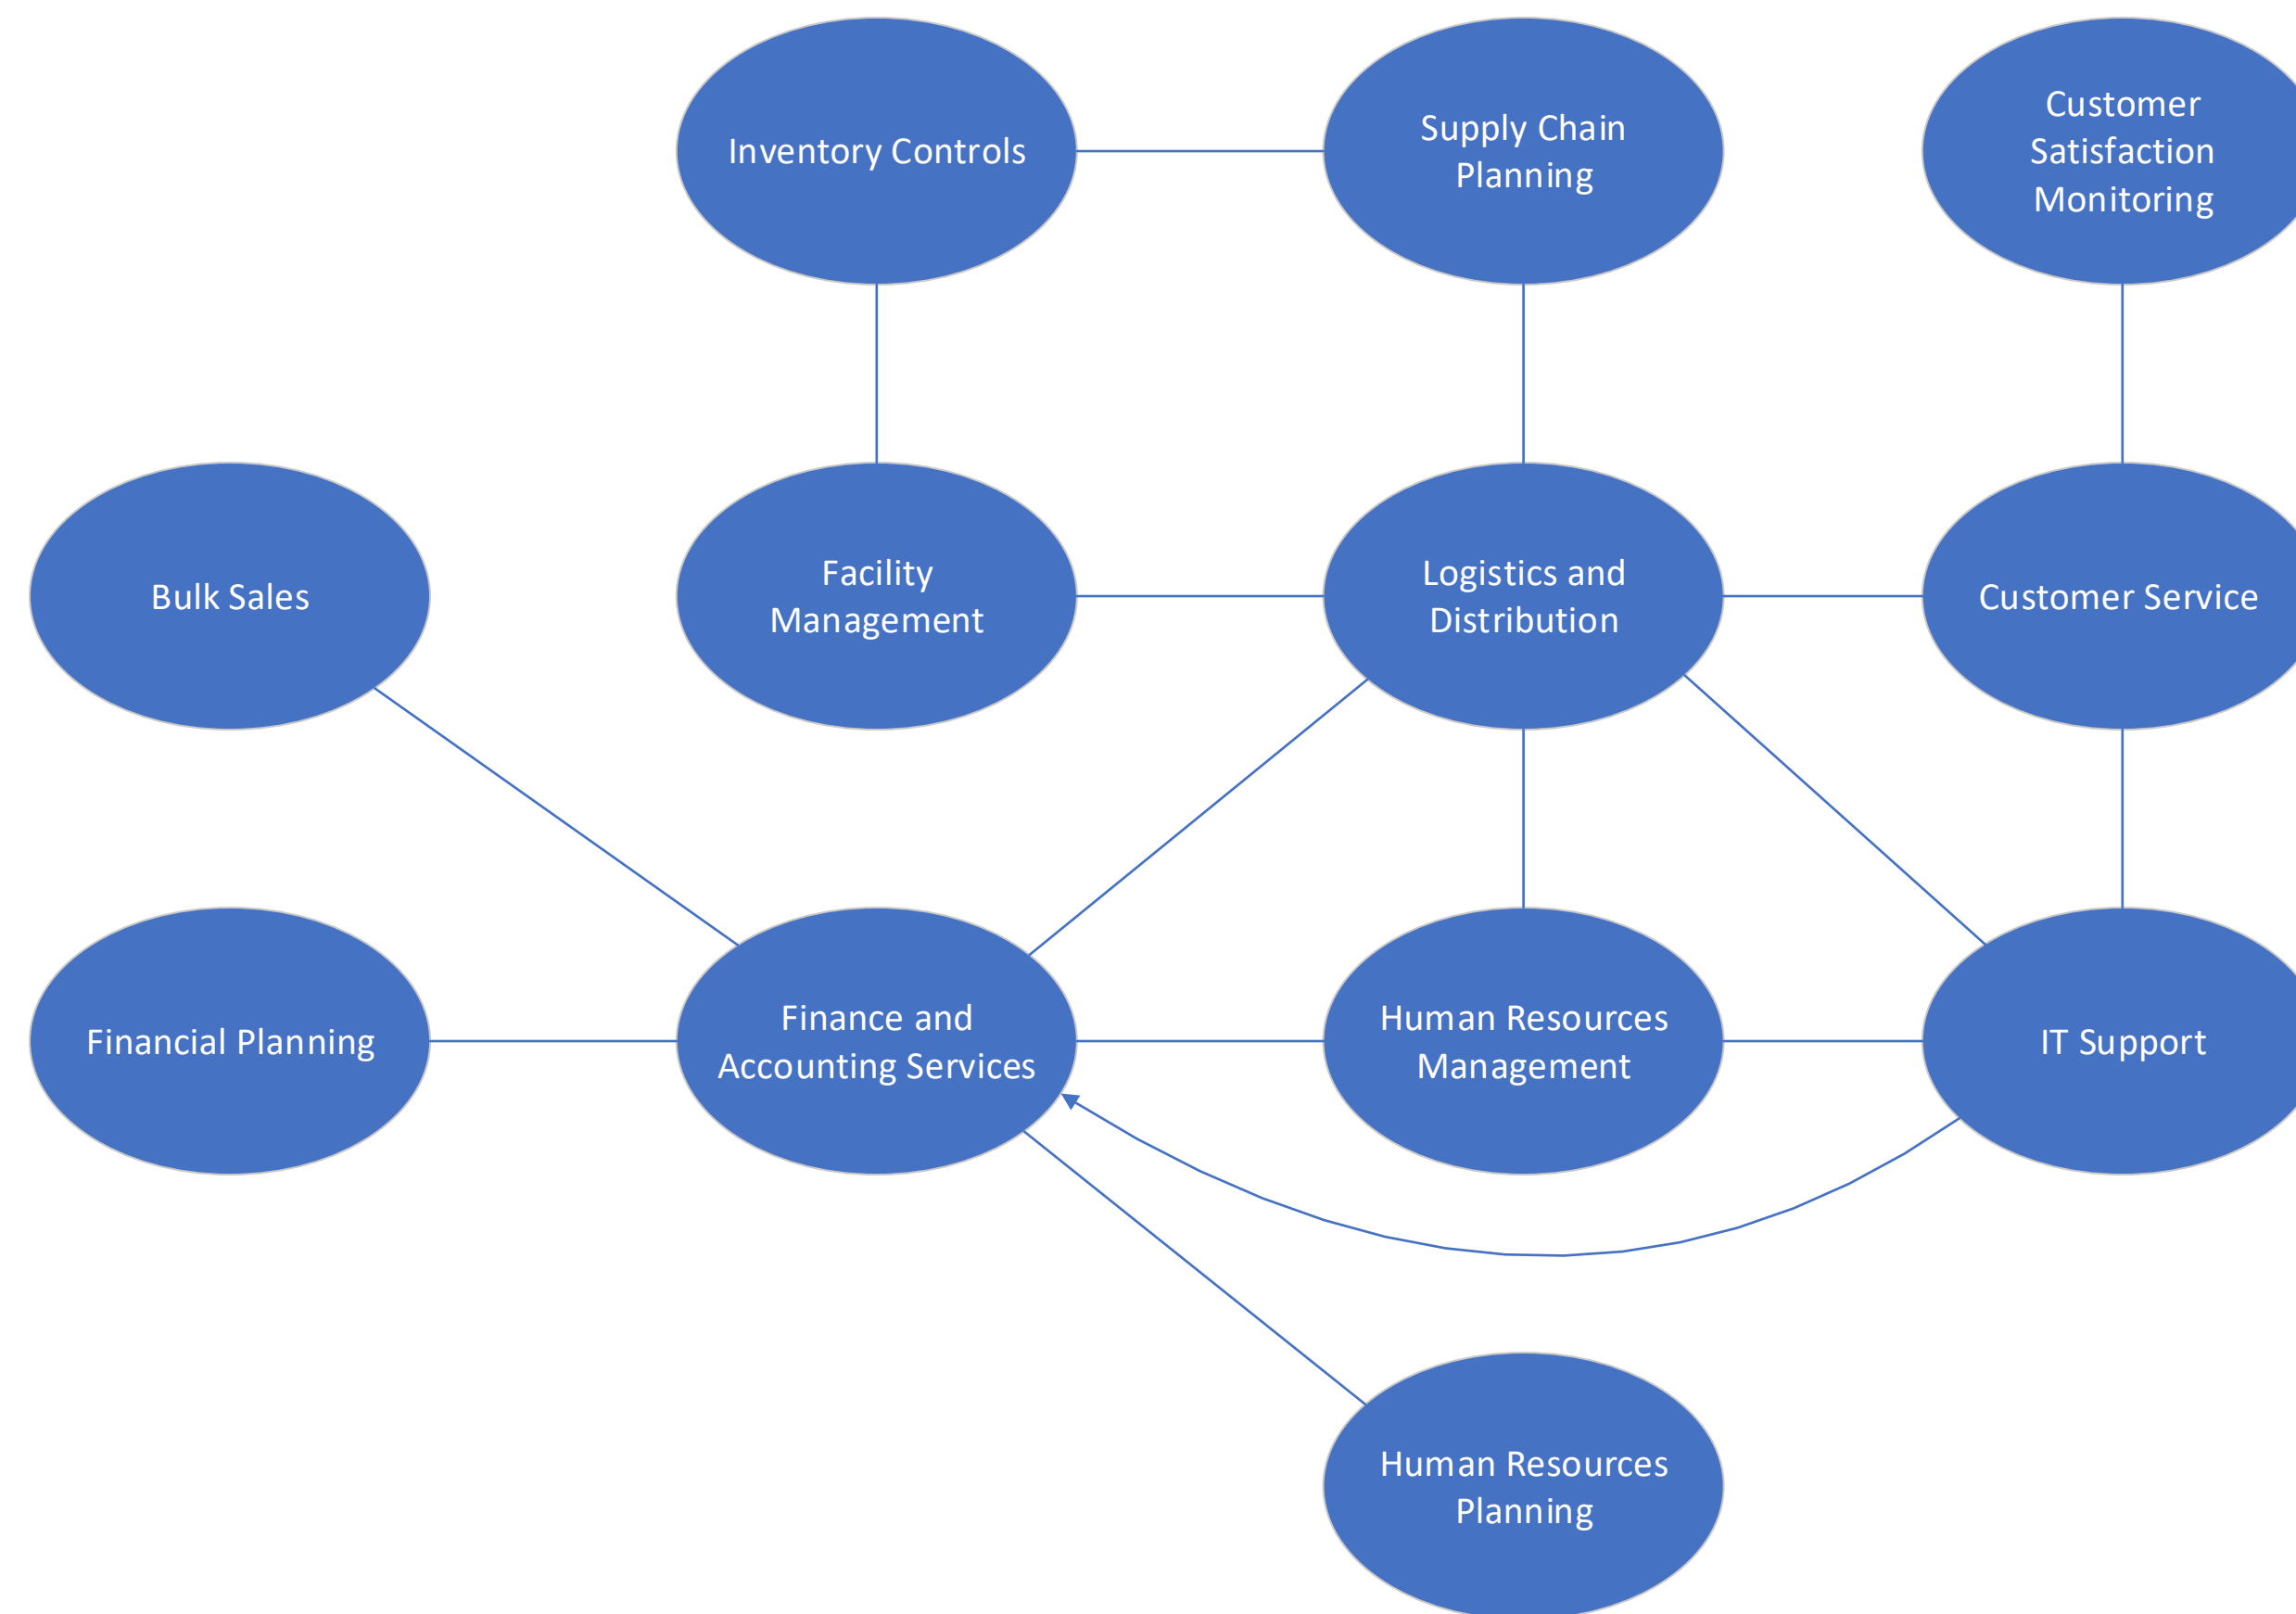 Inventory Controls
Supply Chain
Planning
Customer
Satisfaction
Monitoring
Bulk Sales
Facility
Management
Logistics and
Distribution
Customer Service
Financial Planning
Finance and
Accounting Services
Human Resources
Management
IT Support
Human Resources
Planning